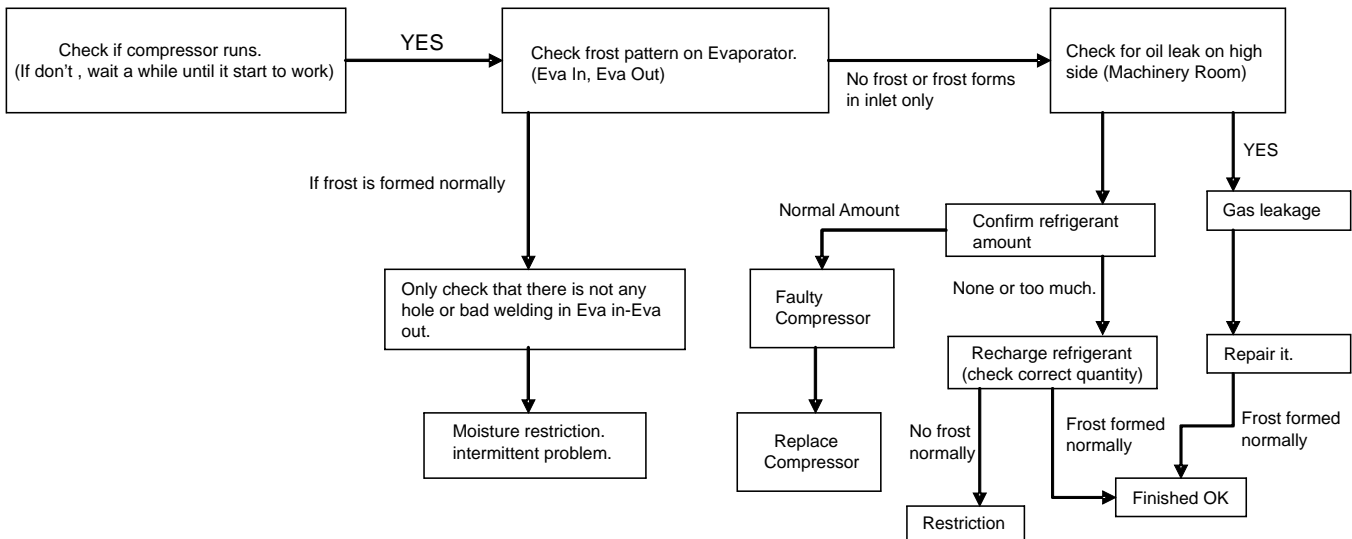 Check if compressor runs.
(If don't , wait a while until it start to work)
YES
Check frost pattern on Evaporator.
(Eva In, Eva Out)
No frost or frost forms
in inlet only
Check for oil leak on high
side (Machinery Room)
If frost is formed normally
YES
Normal Amount
Confirm refrigerant
amount
Gas leakage
Only check that there is not any
hole or bad welding in Eva in-Eva
out.
Faulty
Compressor
None or too much.
Recharge refrigerant
(check correct quantity)
Repair it.
Moisture restriction.
intermittent problem.
Replace
Compressor
No frost
normally
Frost formed
normally
Frost formed
normally
Restriction
Finished OK